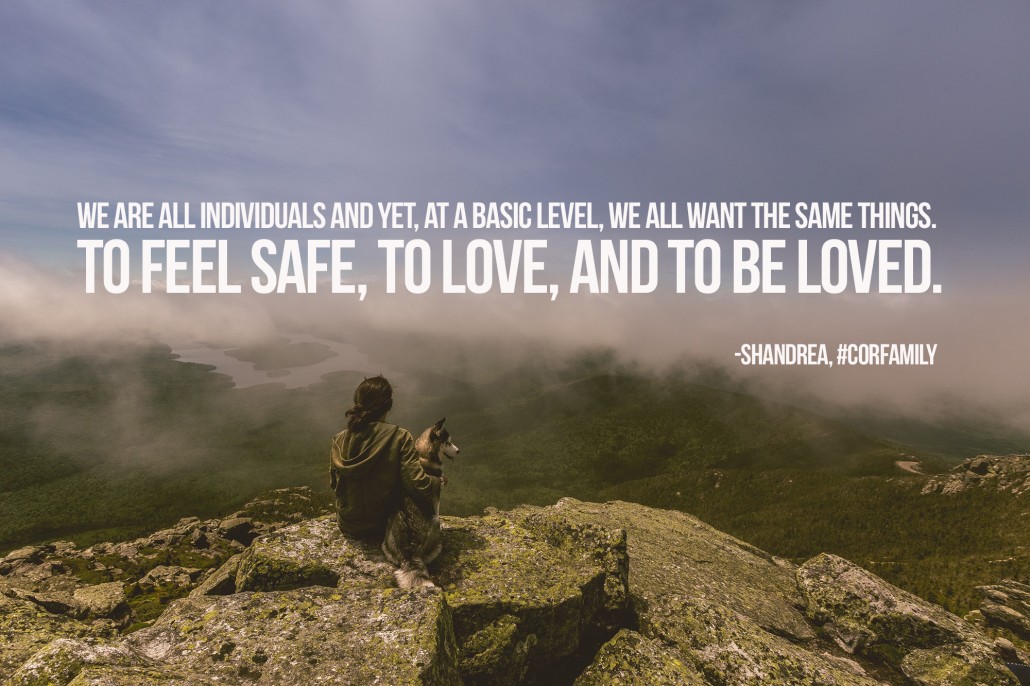 WE ARE ALL INDIVIDUALS AND YET, AT A BASIC LEVEL, WE ALL WANT THE SAME THINGS.
TO FEEL SAFE, TO LOVE, AND TO BE LOVED.
-SHANDREA, #CORFAMILY